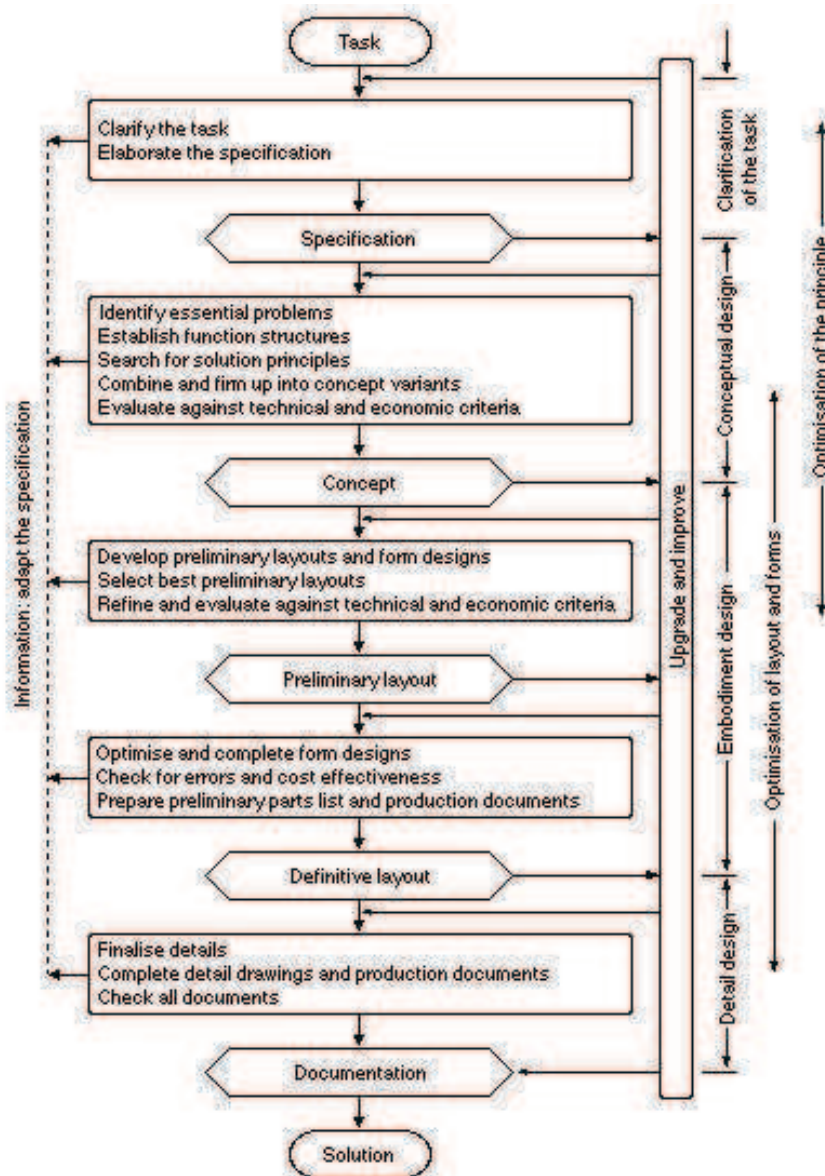 Task
Clarify the task
Elaborate the specification
Specification
Identify essential problems
Establish function structures
Search for solution principles
Combine and firm up into concept variants
Evaluate against technical and economic criteria
Concept
Develop preliminary layouts and form designs
Select best preliminary layouts
Refine and evaluate against technical and economic criteria
Preliminary layout
Optimise and complete form designs
Check for errors and cost effectiveness
Prepare preliminary parts list and production documents
Definitive layout
Finalise details
Complete detail drawings and production documents
Check all documents
Documentation
Solution
Information: adapt the specification
Upgrade and improve
Clarification
of the task
Conceptual design
Embodiment design
Detail design
Optimisation of layout and forms
Optimisation of the principle